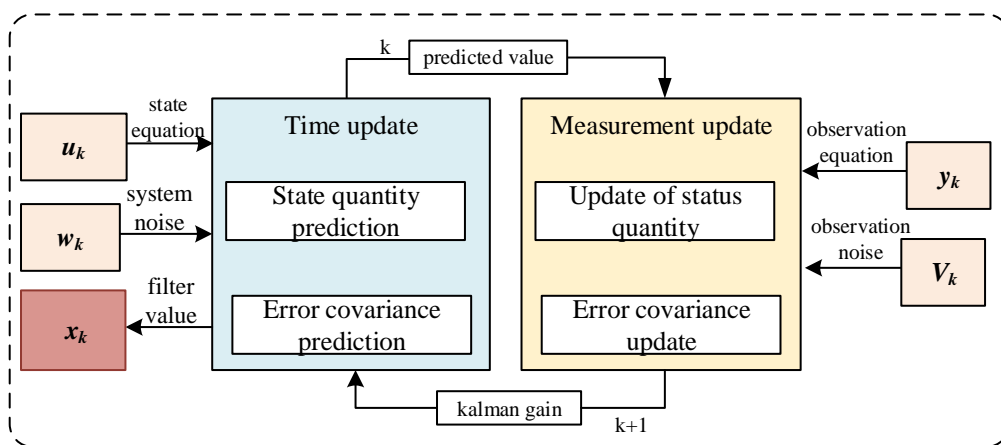 k
predicted value
state
equation
u_k
Time update
Measurement update
observation
equation
y_k
system
noise
w_k
State quantity
prediction
Update of status
quantity
observation
noise
V_k
filter
value
x_k
Error covariance
prediction
Error covariance
update
kalman gain
k+1